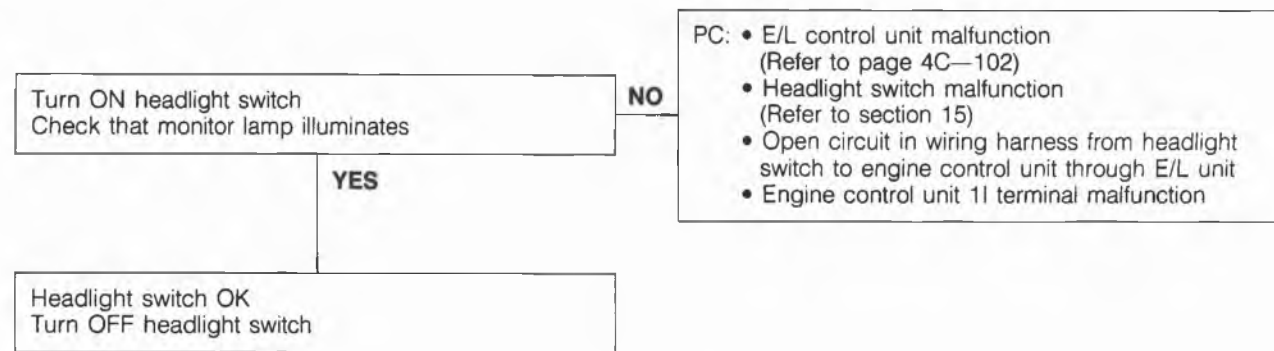 Turn ON headlight switch
Check that monitor lamp illuminates
NO
PC: • E/L control unit malfunction
(Refer to page 4C—102)
• Headlight switch malfunction
(Refer to section 15)
• Open circuit in wiring harness from headlight
switch to engine control unit through E/L unit
• Engine control unit 1I terminal malfunction
YES
Headlight switch OK
Turn OFF headlight switch